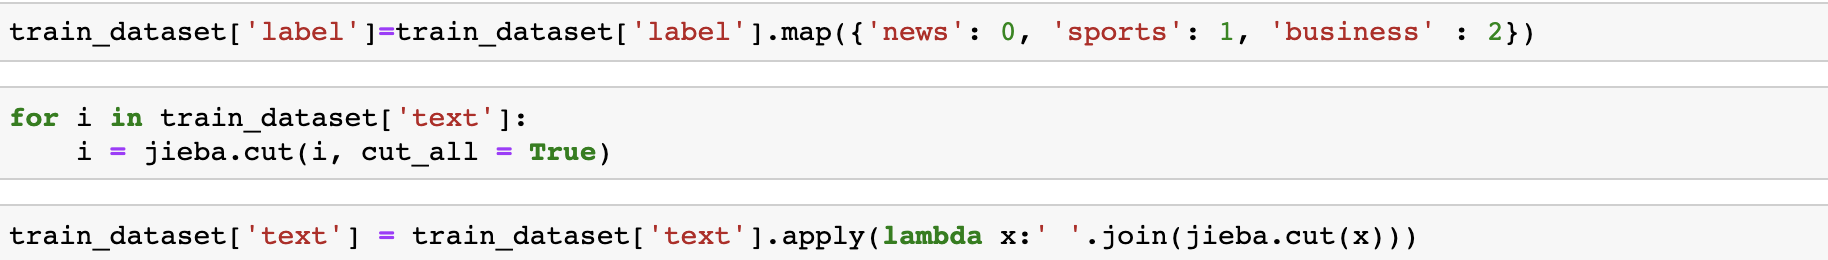 train_dataset['label']=train_dataset['label'].map({'news': 0, 'sports': 1, 'business' : 2})
for i in train_dataset['text']:
    i = jieba.cut(i, cut_all = True)
train_dataset['text'] = train_dataset['text'].apply(lambda x:' '.join(jieba.cut(x)))